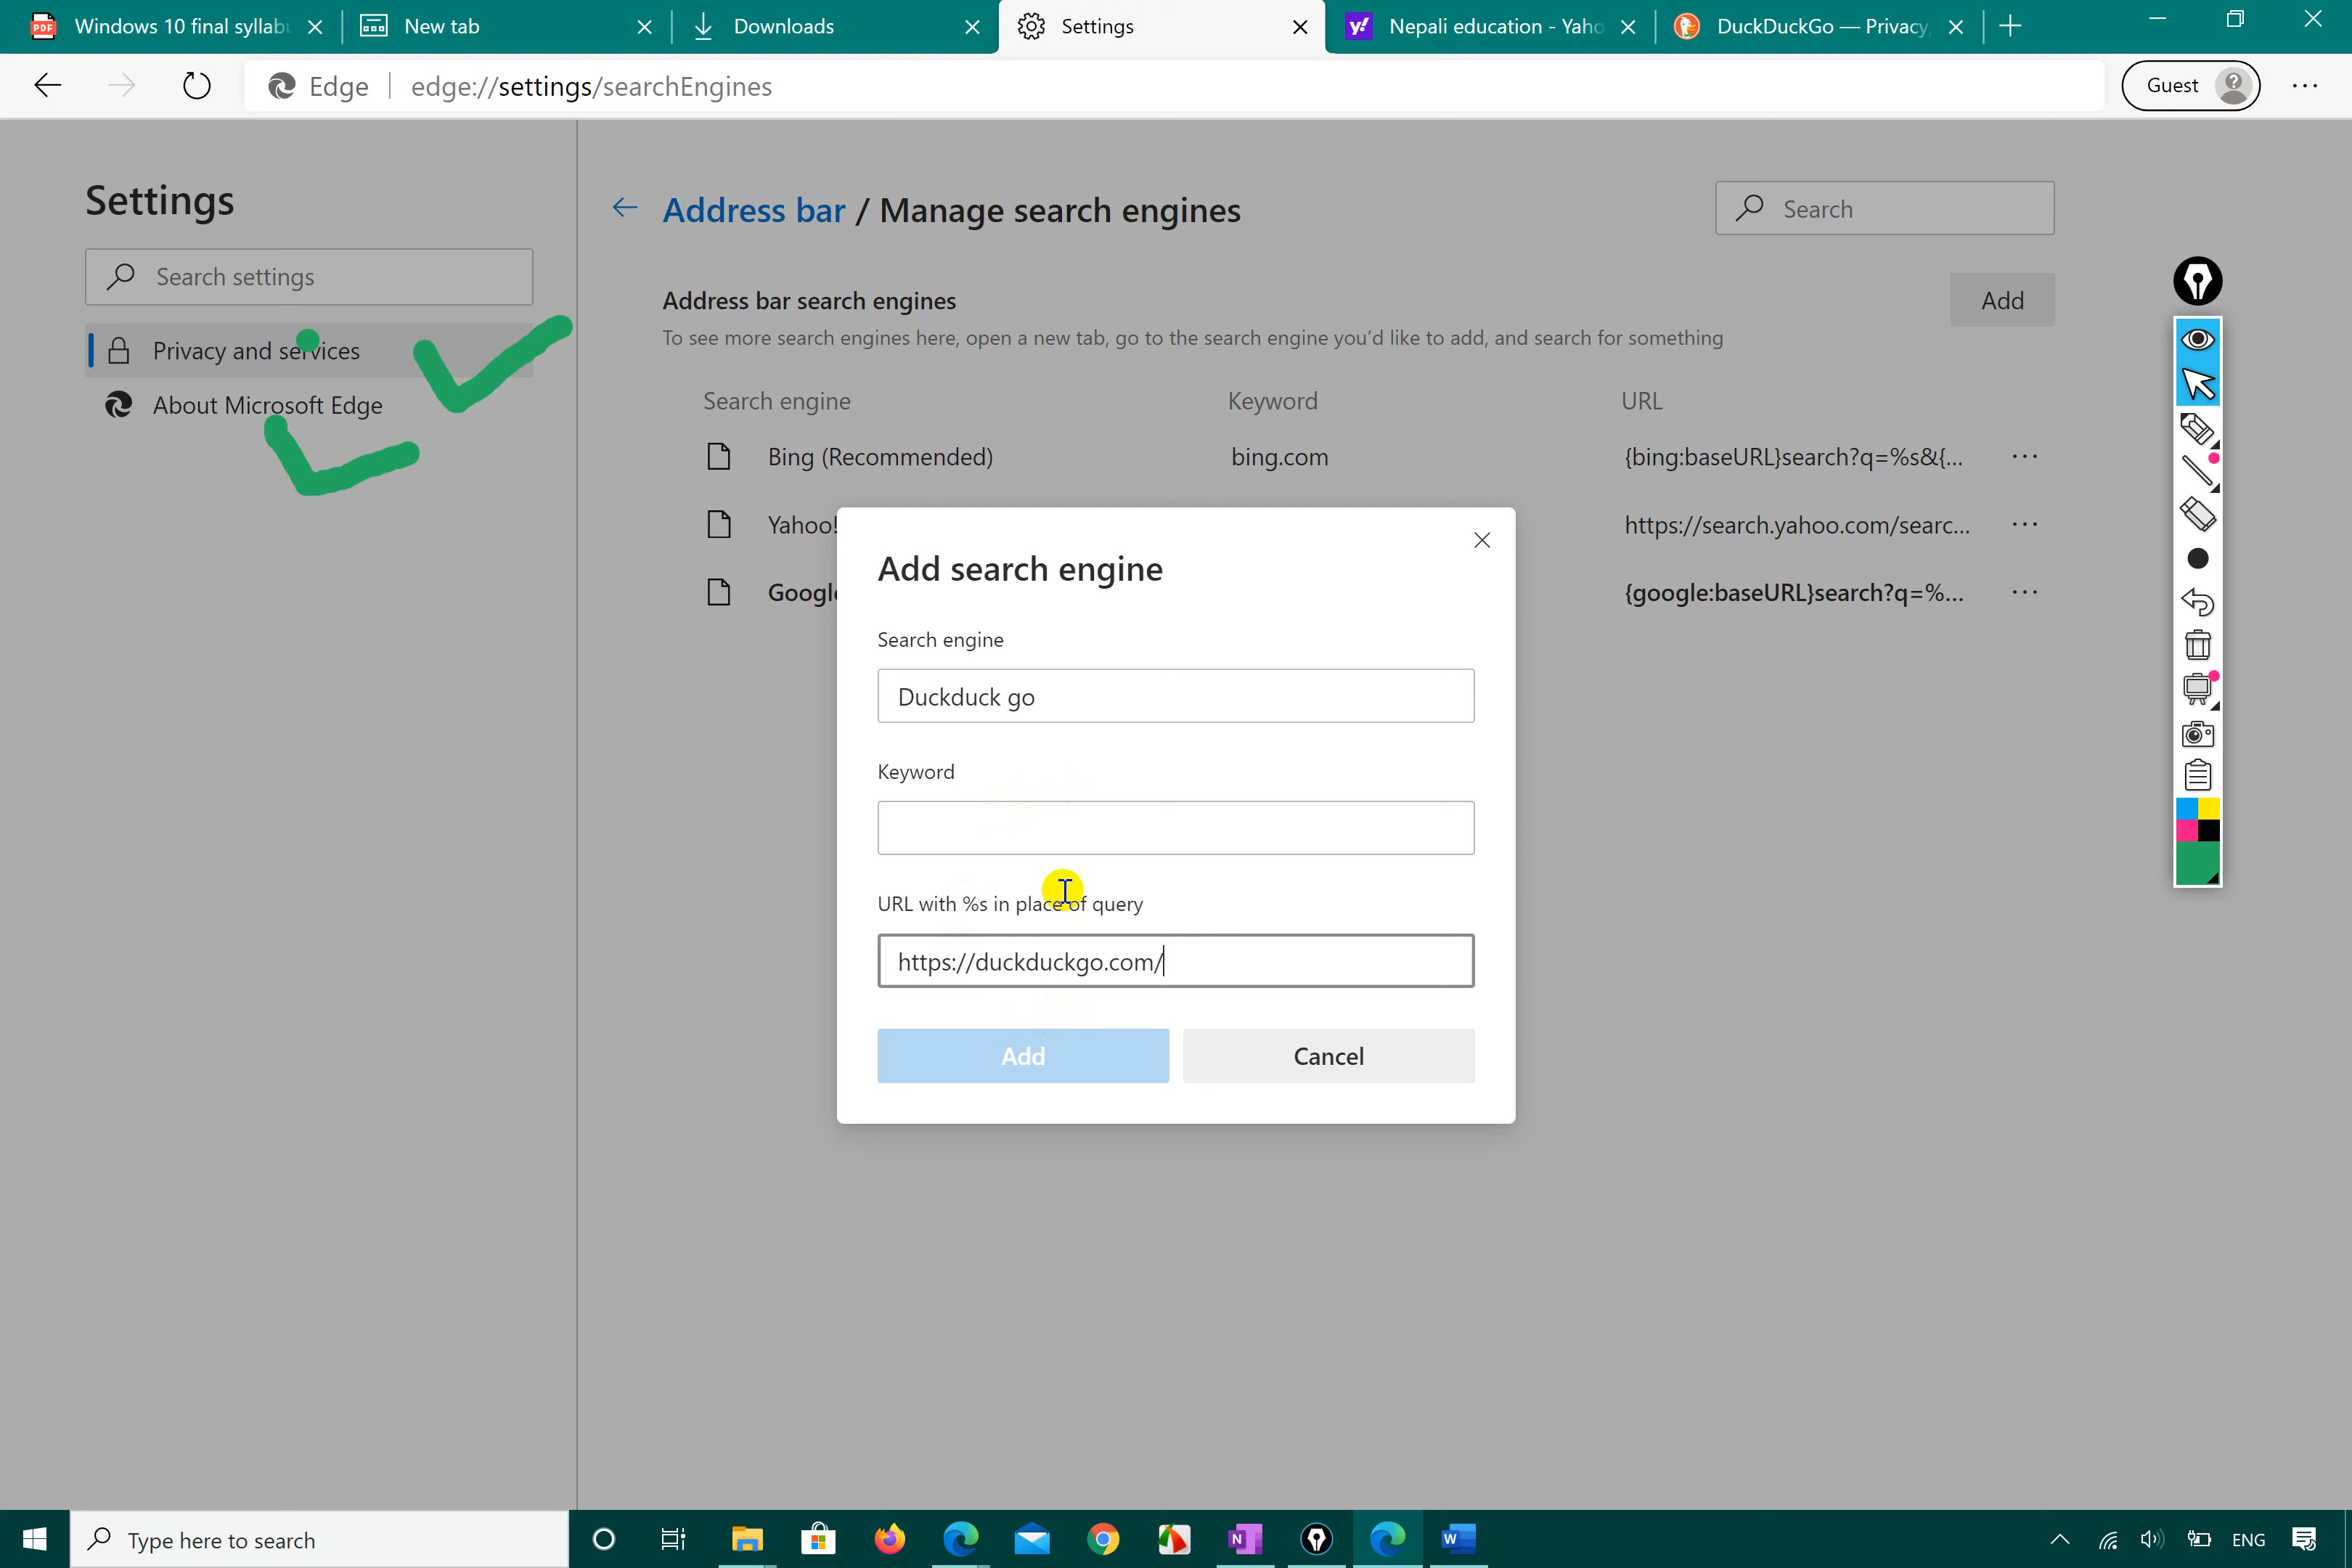 Windows 10 final syllabu
New tab
Downloads
Settings
Nepali education - Yaho
DuckDuckGo — Privacy,
Edge
edge://settings/searchEngines
Guest
Settings
Search settings
Privacy and services
About Microsoft Edge
Address bar / Manage search engines
Search
Address bar search engines
Add
To see more search engines here, open a new tab, go to the search engine you'd like to add, and search for something
Search engine Keyword URL
Bing (Recommended) bing.com {bing:baseURL}search?q=%s&{...
Yahoo! https://search.yahoo.com/searc...
Google {google:baseURL}search?q=%...
Add search engine
Search engine
Duckduck go
Keyword
URL with %s in place of query
https://duckduckgo.com/
Add Cancel
Type here to search
ENG